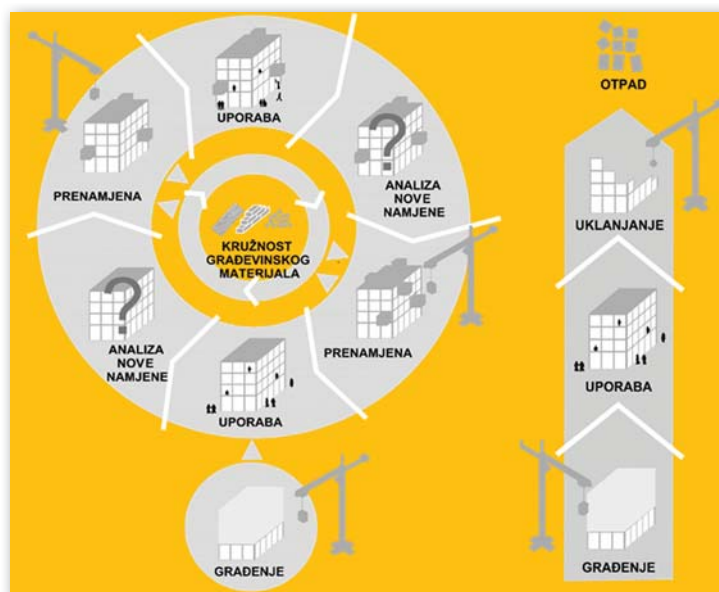 UPORABA
ANALIZA
NOVE
NAMJENE
PRENAMJENA
UPORABA
ANALIZA
NOVE
NAMJENE
PRENAMJENA
KRUŽNOST
GRAĐEVINSKOG
MATERIJALA
GRAĐENJE
OTPAD
UKLANJANJE
UPORABA
GRAĐENJE